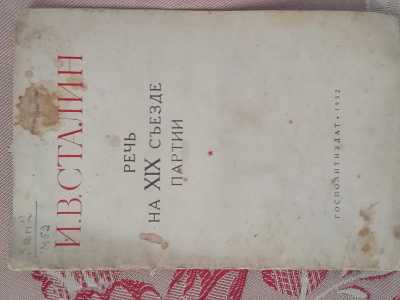 И.В.СТАЛИН
РЕЧЬ
НА XIX СЪЕЗДЕ
ПАРТИИ
ГОСПОЛИТИЗДАТ • 1952